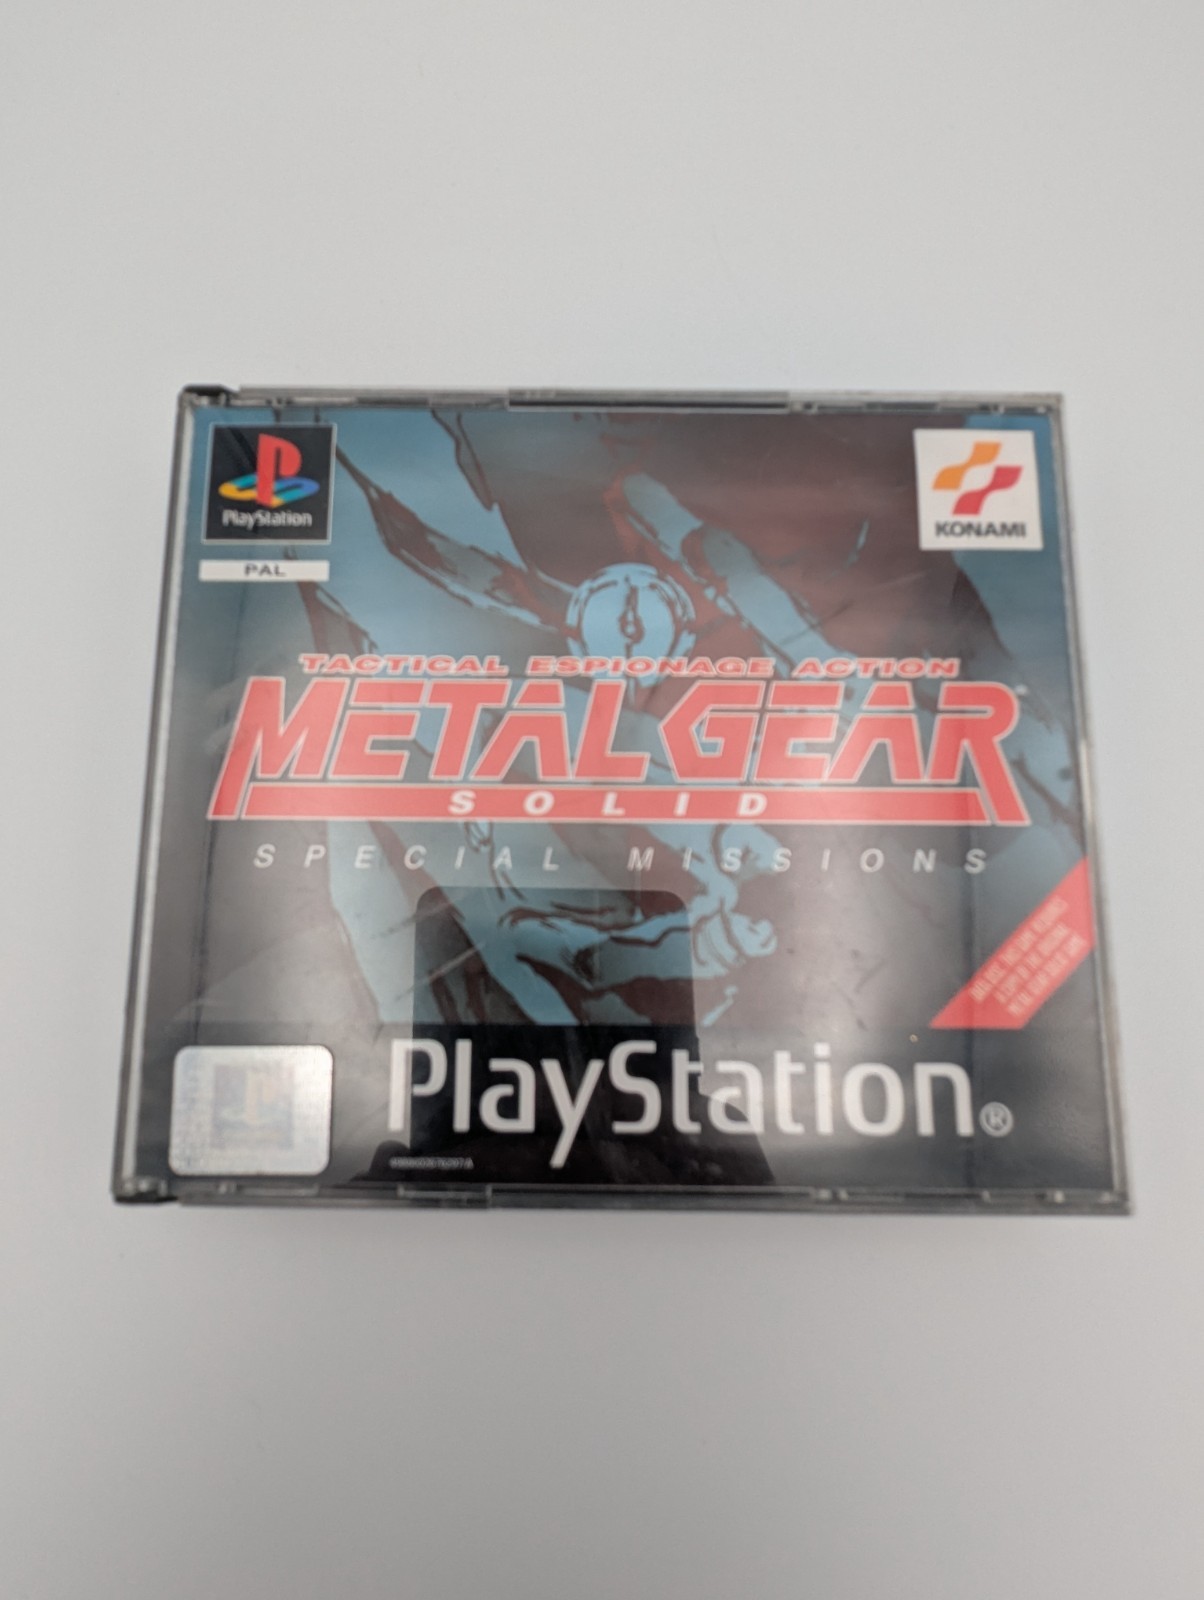 PlayStation
PAL
KONAMI
TACTICAL ESPIONAGE ACTION
METAL GEAR
SOLID
SPECIAL MISSIONS
PlayStation®